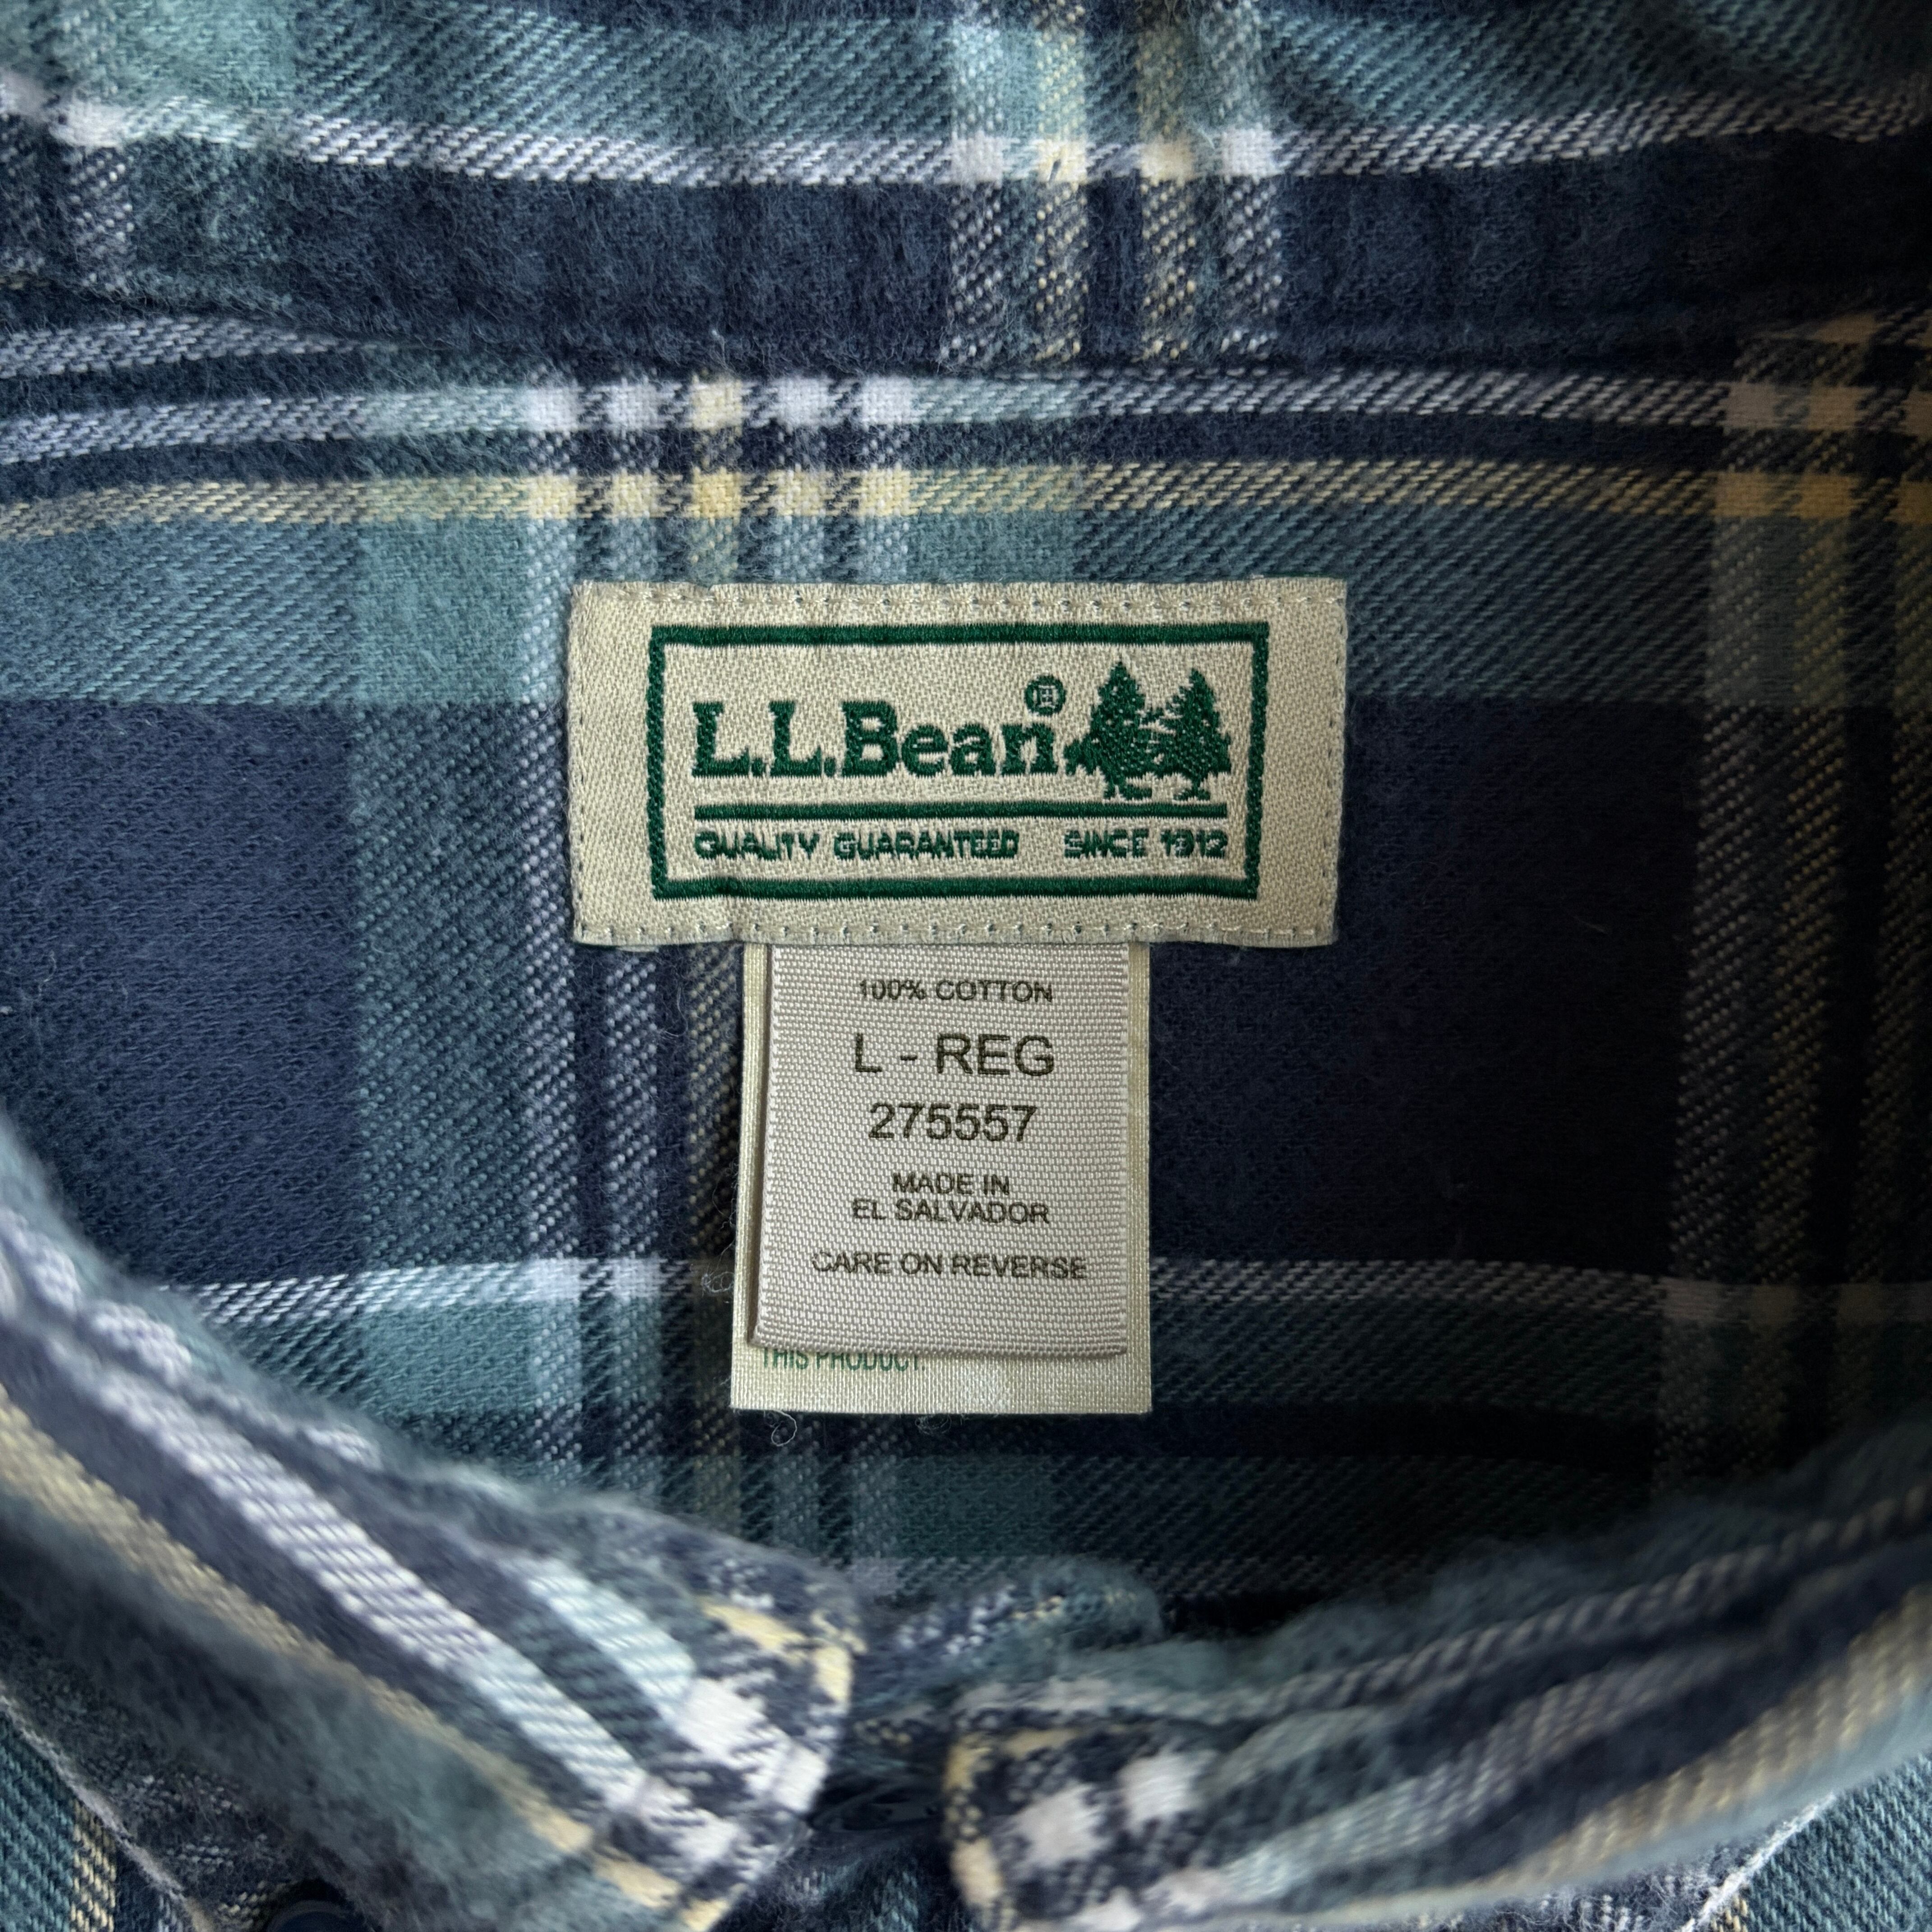 L.L.Bean®
QUALITY GUARANTEED SINCE 1912
100% COTTON
L - REG
275557
MADE IN
EL SALVADOR
CARE ON REVERSE
THIS PRODUCT.